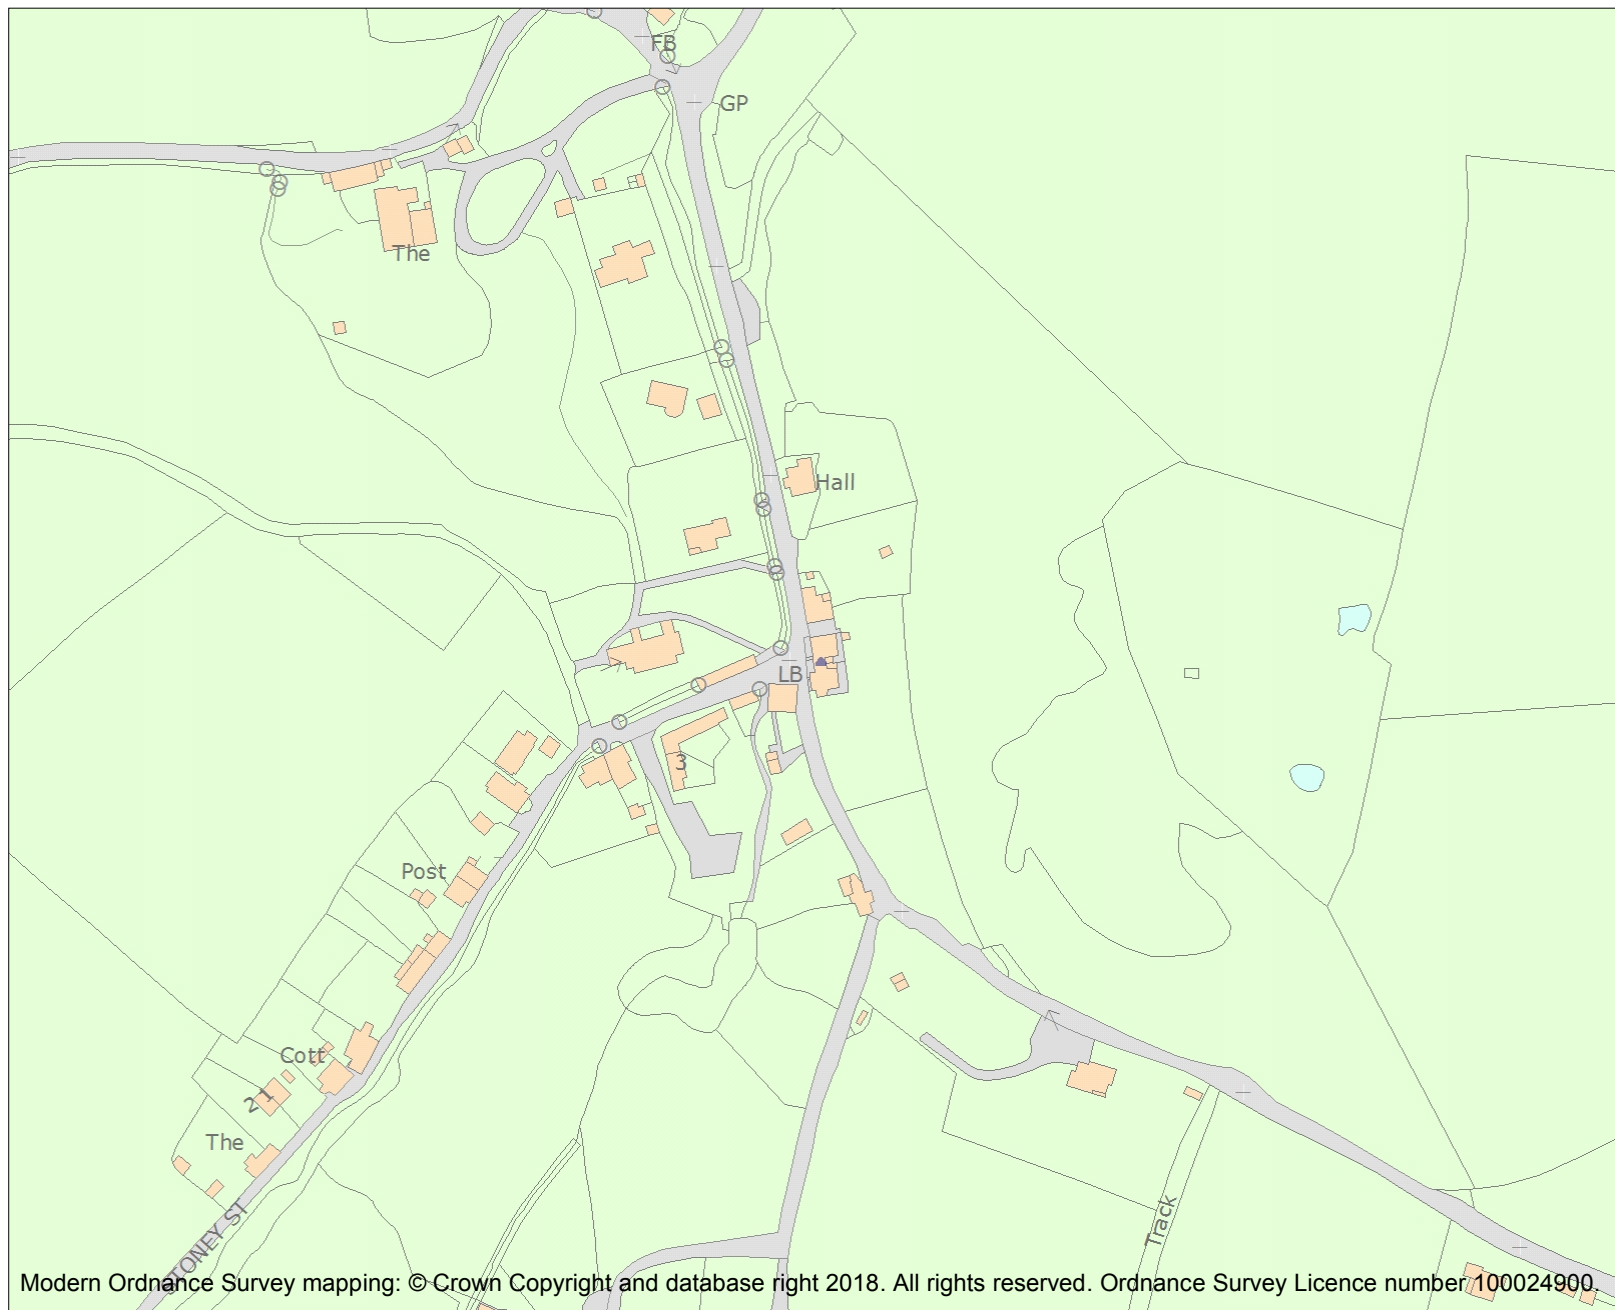 FB
GP
The
Hall
LB
3
Post
Cott
2 1
The
STONEY ST
Track
Modern Ordnance Survey mapping: © Crown Copyright and database right 2018. All rights reserved. Ordnance Survey Licence number 100024900.